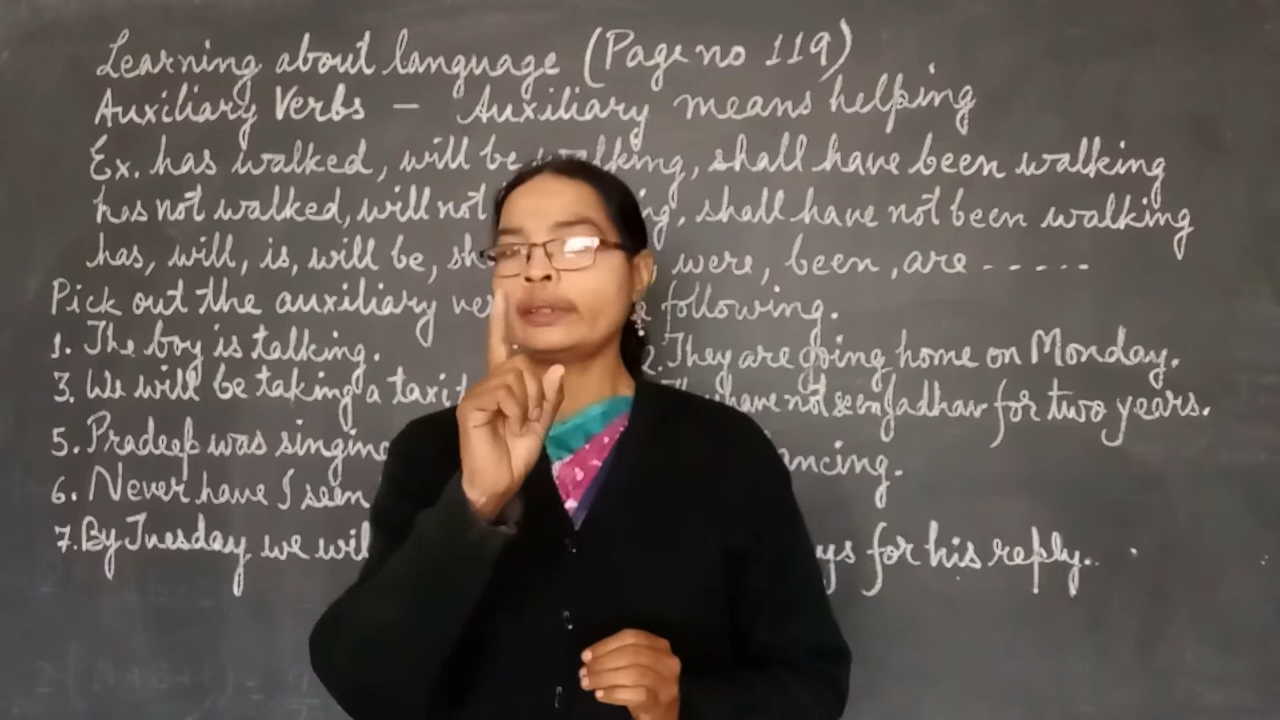 Learning about language (Page no 119)
Auxiliary Verbs — Auxiliary means helping
Ex. has walked, will be walking, shall have been walking
has not walked, will not shall have not been walking
has, will, is, will be, were, been, are -----
Pick out the auxiliary following.
1. The boy is talking. 2. They are going home on Monday.
3. We will be taking a taxi have not seen Jadhav for two years.
5. Pradeep was
6. Never have I seen
7. By Tuesday we for his reply..